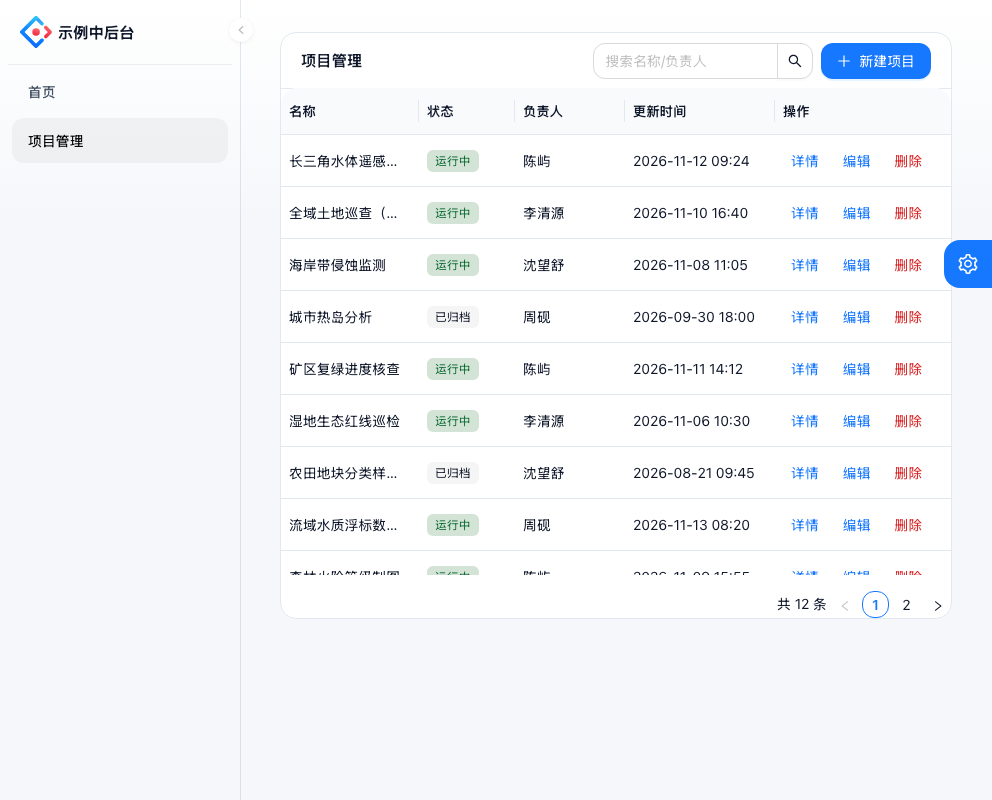 示例中后台
首页
项目管理
项目管理
搜索名称/负责人
新建项目
名称 状态 负责人 更新时间 操作
长三角水体遥感... 运行中 陈屿 2026-11-12 09:24 详情 编辑 删除
全域土地巡查（... 运行中 李清源 2026-11-10 16:40 详情 编辑 删除
海岸带侵蚀监测 运行中 沈望舒 2026-11-08 11:05 详情 编辑 删除
城市热岛分析 已归档 周砚 2026-09-30 18:00 详情 编辑 删除
矿区复绿进度核查 运行中 陈屿 2026-11-11 14:12 详情 编辑 删除
湿地生态红线巡检 运行中 李清源 2026-11-06 10:30 详情 编辑 删除
农田地块分类样... 已归档 沈望舒 2026-08-21 09:45 详情 编辑 删除
流域水质浮标数... 运行中 周砚 2026-11-13 08:20 详情 编辑 删除
运行中 陈屿 详情 编辑 删除
共 12 条 1 2